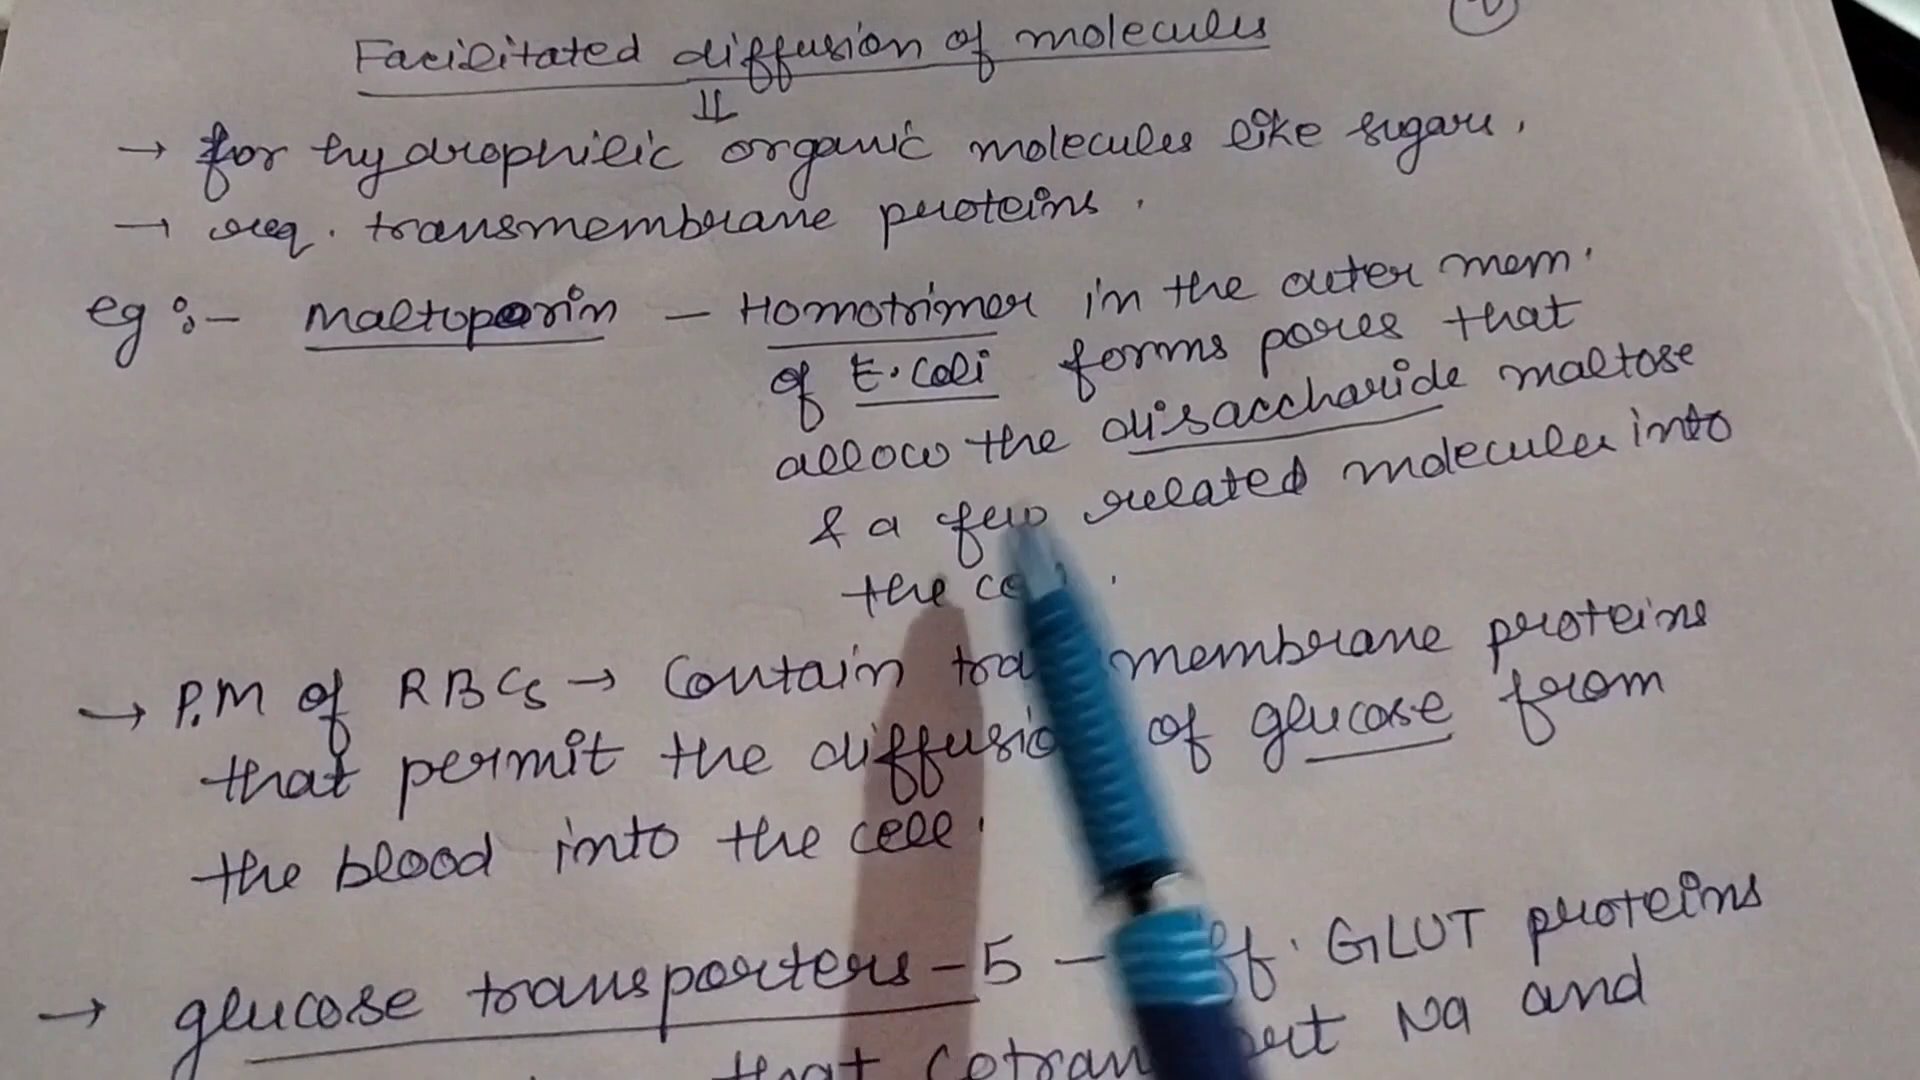 Facilitated diffusion of molecules
→ for hydrophilic organic molecules like sugars.
→ req. transmembrane proteins.
eg :- Maltoporin - Homotrimer in the outer mem.
of E. Coli forms pores that
allow the disaccharide maltose
& a few related molecules into
the
→ P.M of RBCs → Contain membrane proteins
that permit the of glucose from
the blood into the cell.
→ glucose transporters - 5 - GLUT proteins
that Na and